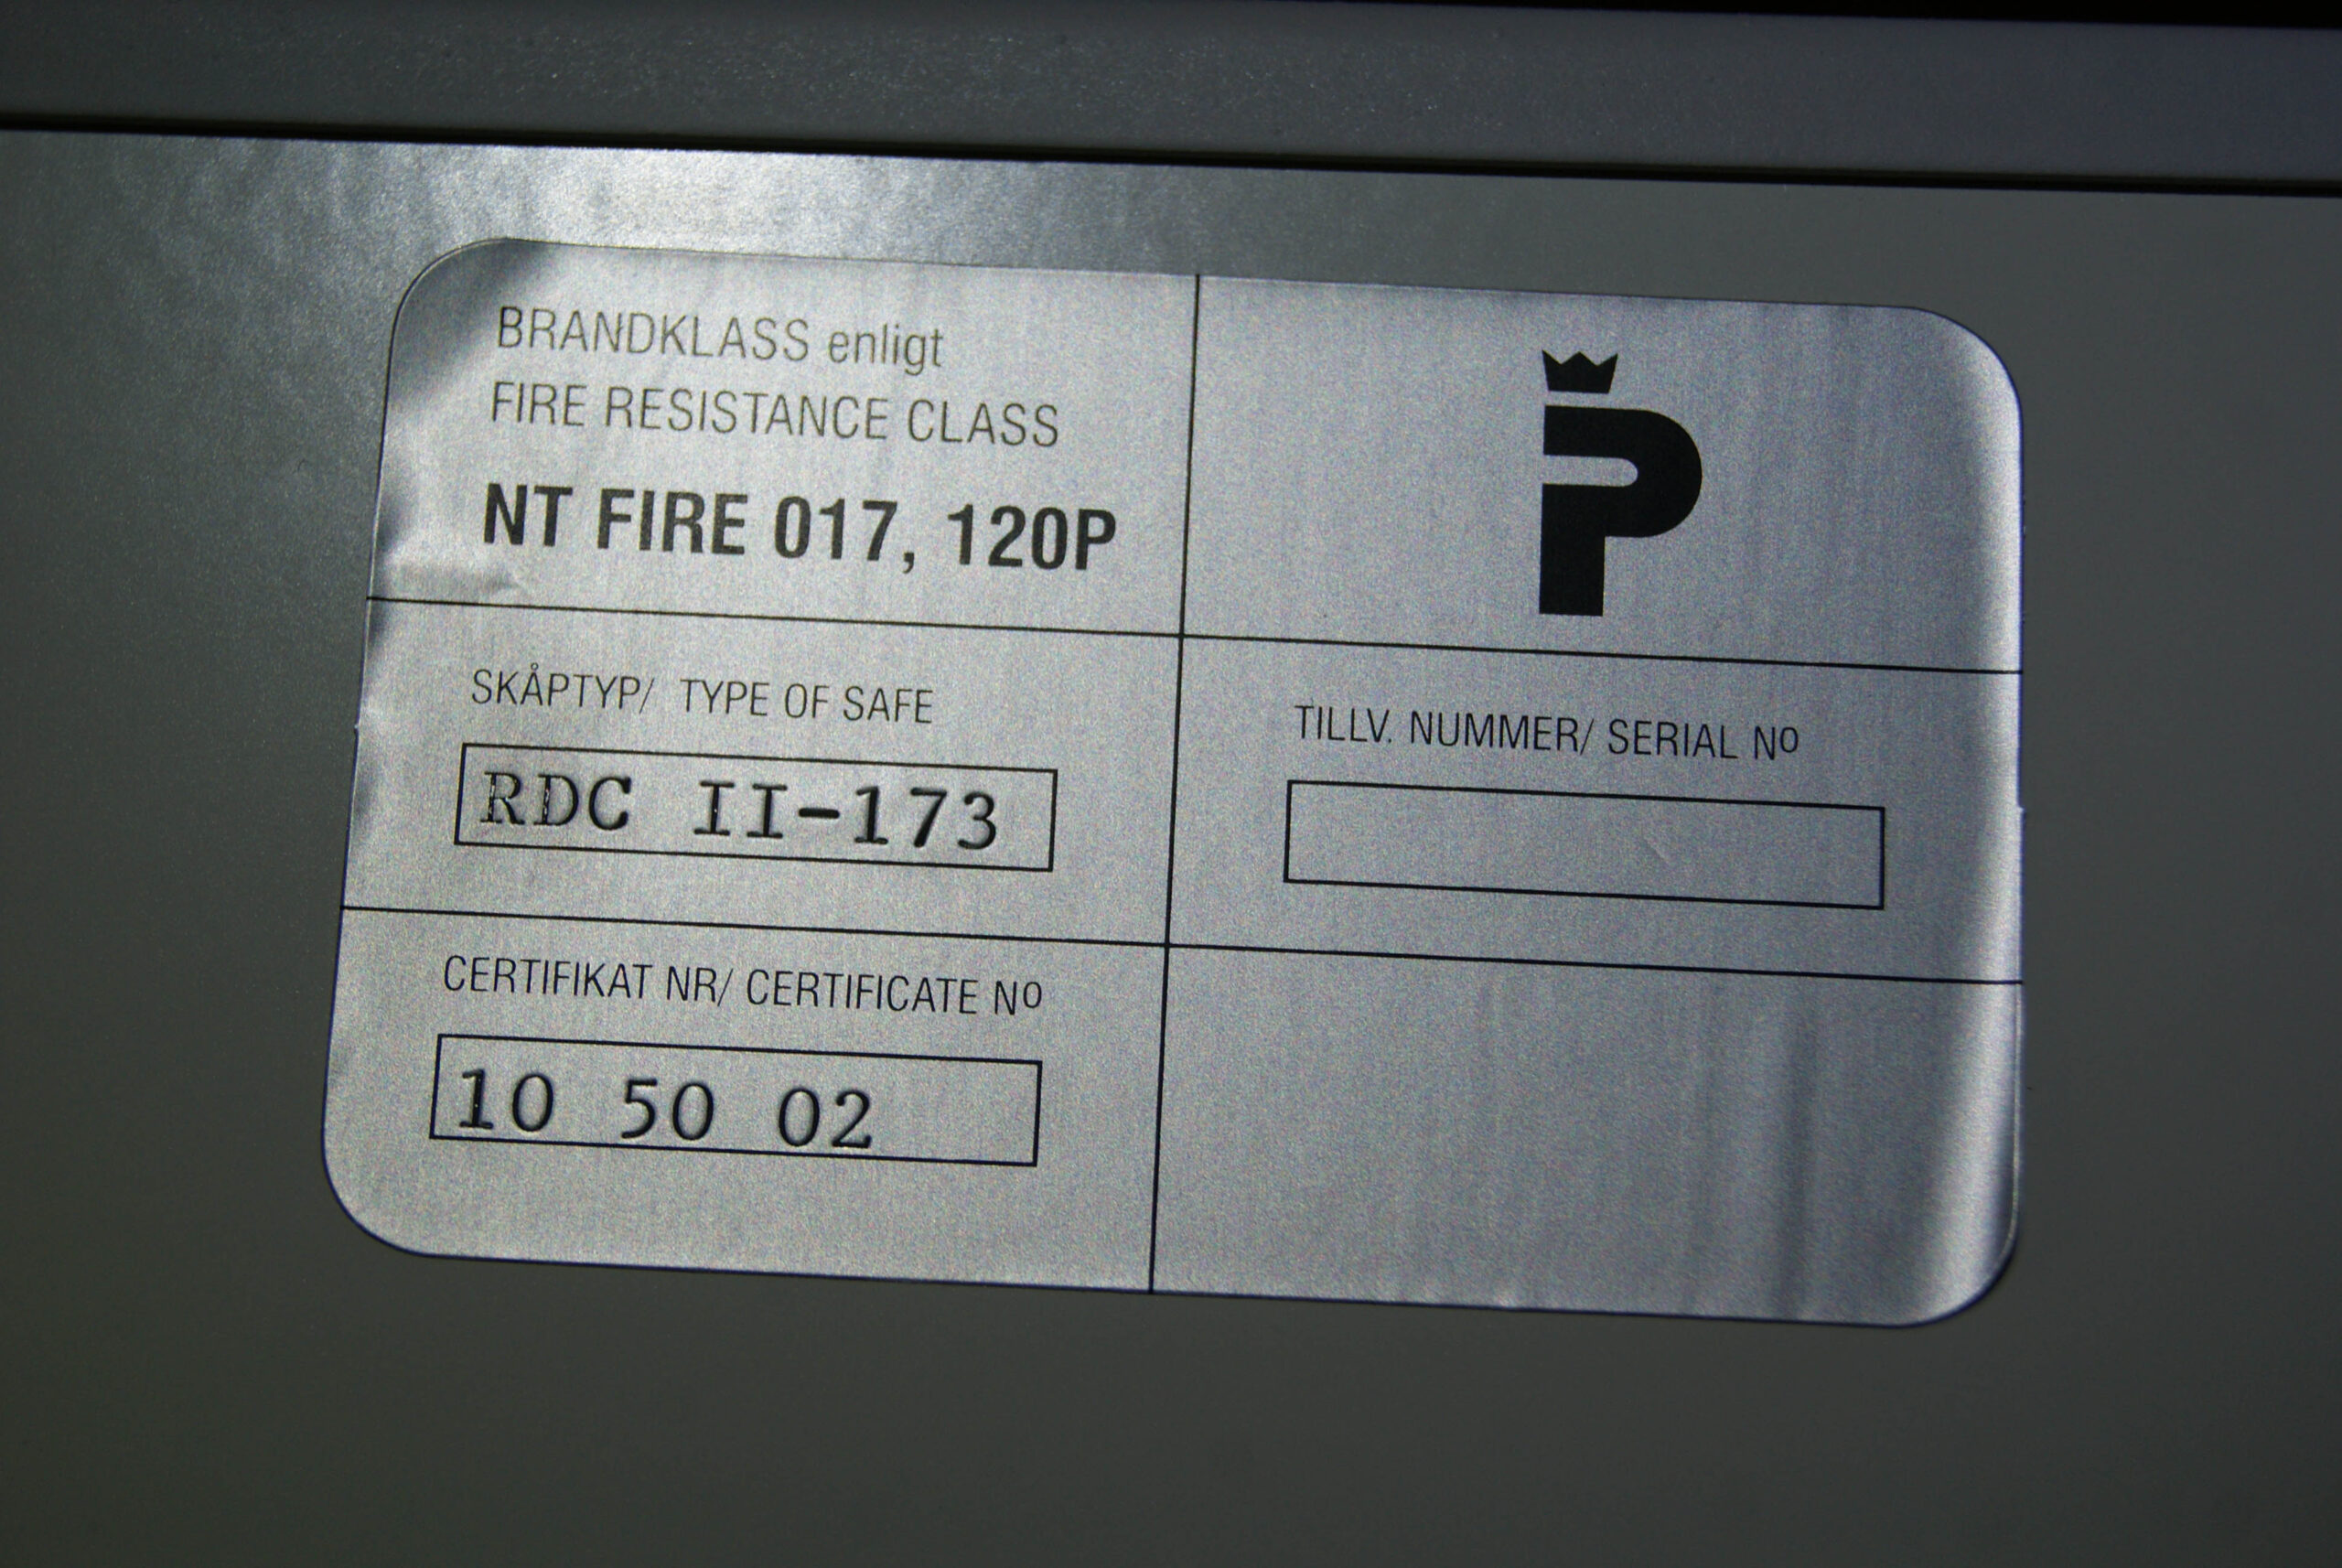 BRANDKLASS enligt
FIRE RESISTANCE CLASS
NT FIRE 017, 120P
P
SKÅPTYP/ TYPE OF SAFE
RDC II-173
TILLV. NUMMER/ SERIAL Nº
CERTIFIKAT NR/ CERTIFICATE Nº
10 50 02